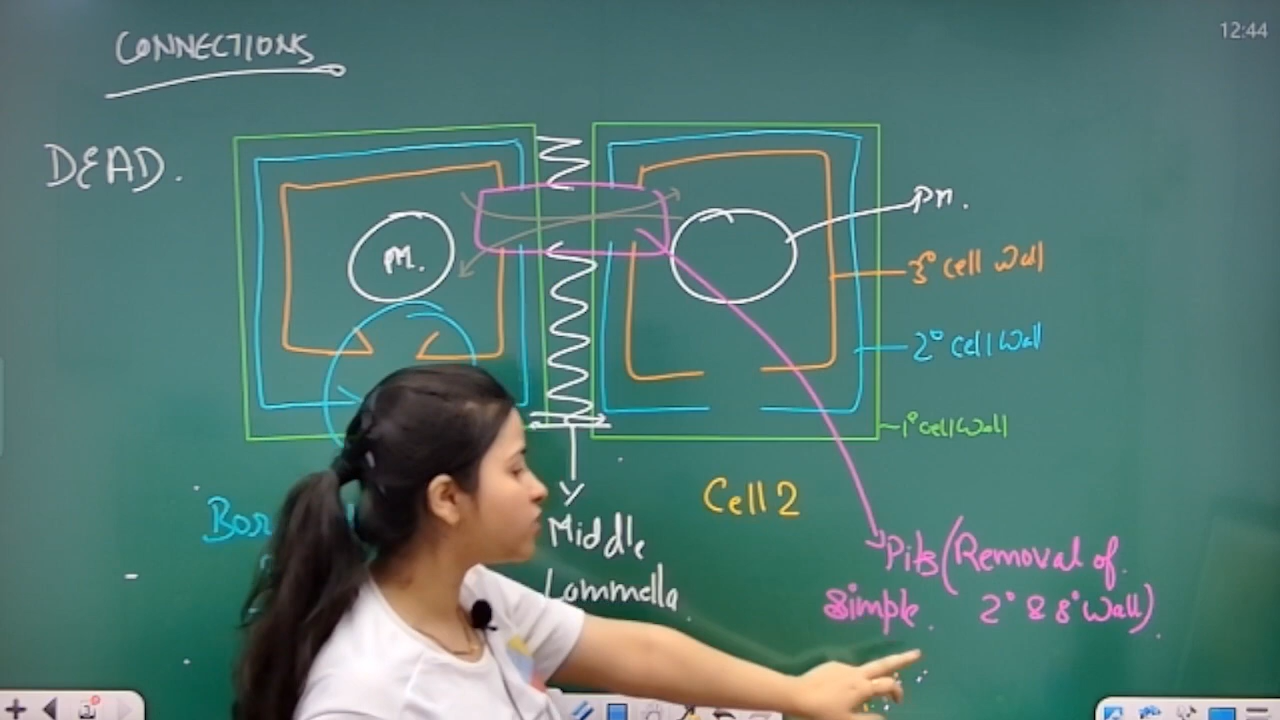 12:44
CONNECTIONS
DEAD.
PM.
Pm.
3° Cell Wall
2° Cell Wall
1° Cell Wall
Cell 2
Bor
Middle
Lammella
Pits (Removal of
simple. 2° & 3° Wall).